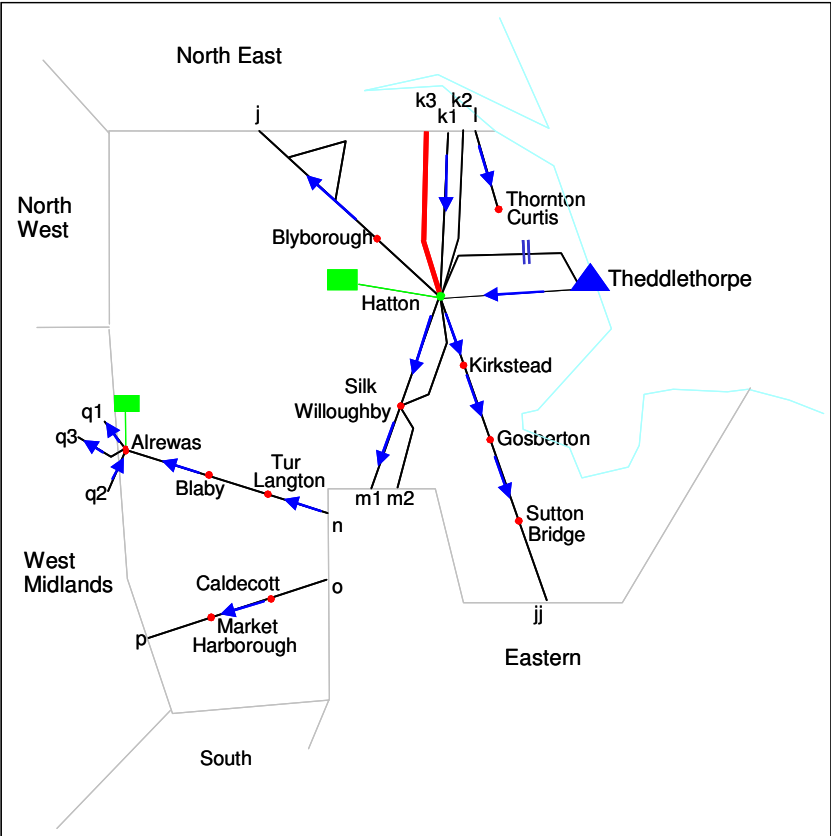 North East
k3
k2
j
k1
l
North
West
Thornton
Curtis
Blyborough
Theddlethorpe
Hatton
Kirkstead
Silk
Willoughby
q1
q3
Alrewas
Gosberton
Tur
Langton
q2
Blaby
m1 m2
Sutton
Bridge
n
West
Midlands
Caldecott
o
jj
Market
Harborough
p
Eastern
South